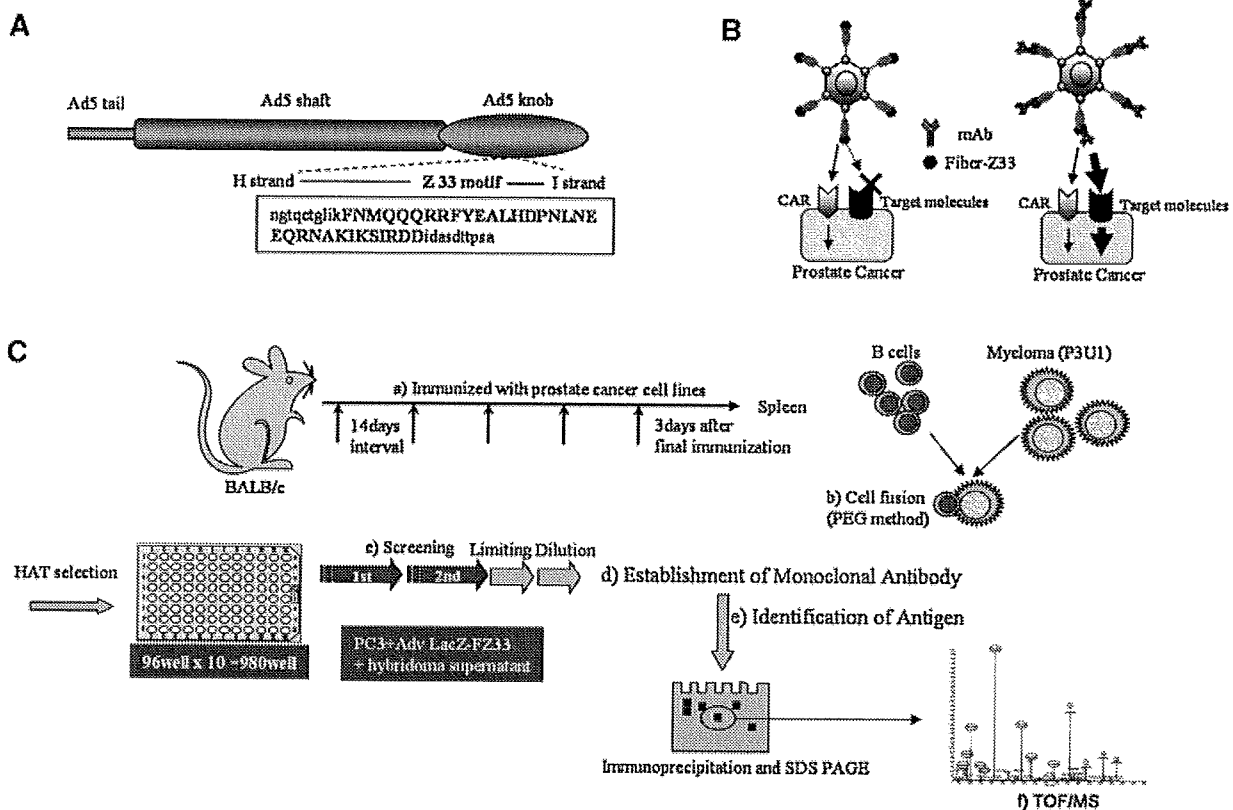 A
Ad5 tail
Ad5 shaft
Ad5 knob
H strand
Z 33 motif
I strand
ngtqetglikFNMQQQRRFYEALHDPNLNE
EQRNAKIKSIRDDidasdttpsa
B
mAb
Fiber-Z33
CAR
Target molecules
Prostate Cancer
CAR
Target molecules
Prostate Cancer
C
BALB/c
a) Immunized with prostate cancer cell lines
14days
interval
3days after
final immunization
Spleen
B cells
Myeloma (P3U1)
b) Cell fusion
(PEG method)
HAT selection
96well x 10 =980well
c) Screening
1st
2nd
Limiting Dilution
PC3+Adv LacZ-FZ33
+ hybridoma supernatant
d) Establishment of Monoclonal Antibody
e) Identification of Antigen
Immunoprecipitation and SDS PAGE
f) TOF/MS